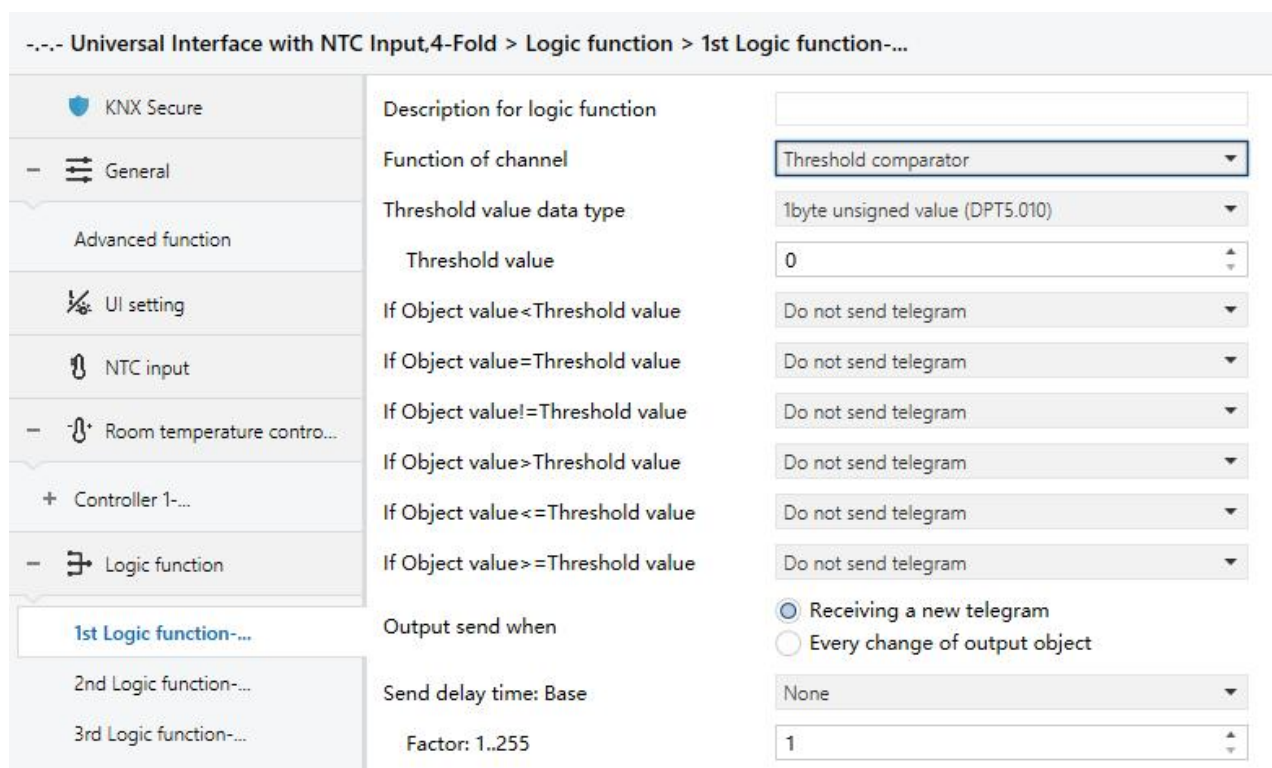 -.-.- Universal Interface with NTC Input,4-Fold > Logic function > 1st Logic function-...
KNX Secure
General
Advanced function
UI setting
NTC input
Room temperature contro...
Controller 1-...
Logic function
1st Logic function-...
2nd Logic function-...
3rd Logic function-...
Description for logic function
Function of channel Threshold comparator
Threshold value data type 1byte unsigned value (DPT5.010)
Threshold value 0
If Object value<Threshold value Do not send telegram
If Object value=Threshold value Do not send telegram
If Object value!=Threshold value Do not send telegram
If Object value>Threshold value Do not send telegram
If Object value<=Threshold value Do not send telegram
If Object value>=Threshold value Do not send telegram
Output send when Receiving a new telegram
Every change of output object
Send delay time: Base None
Factor: 1..255 1